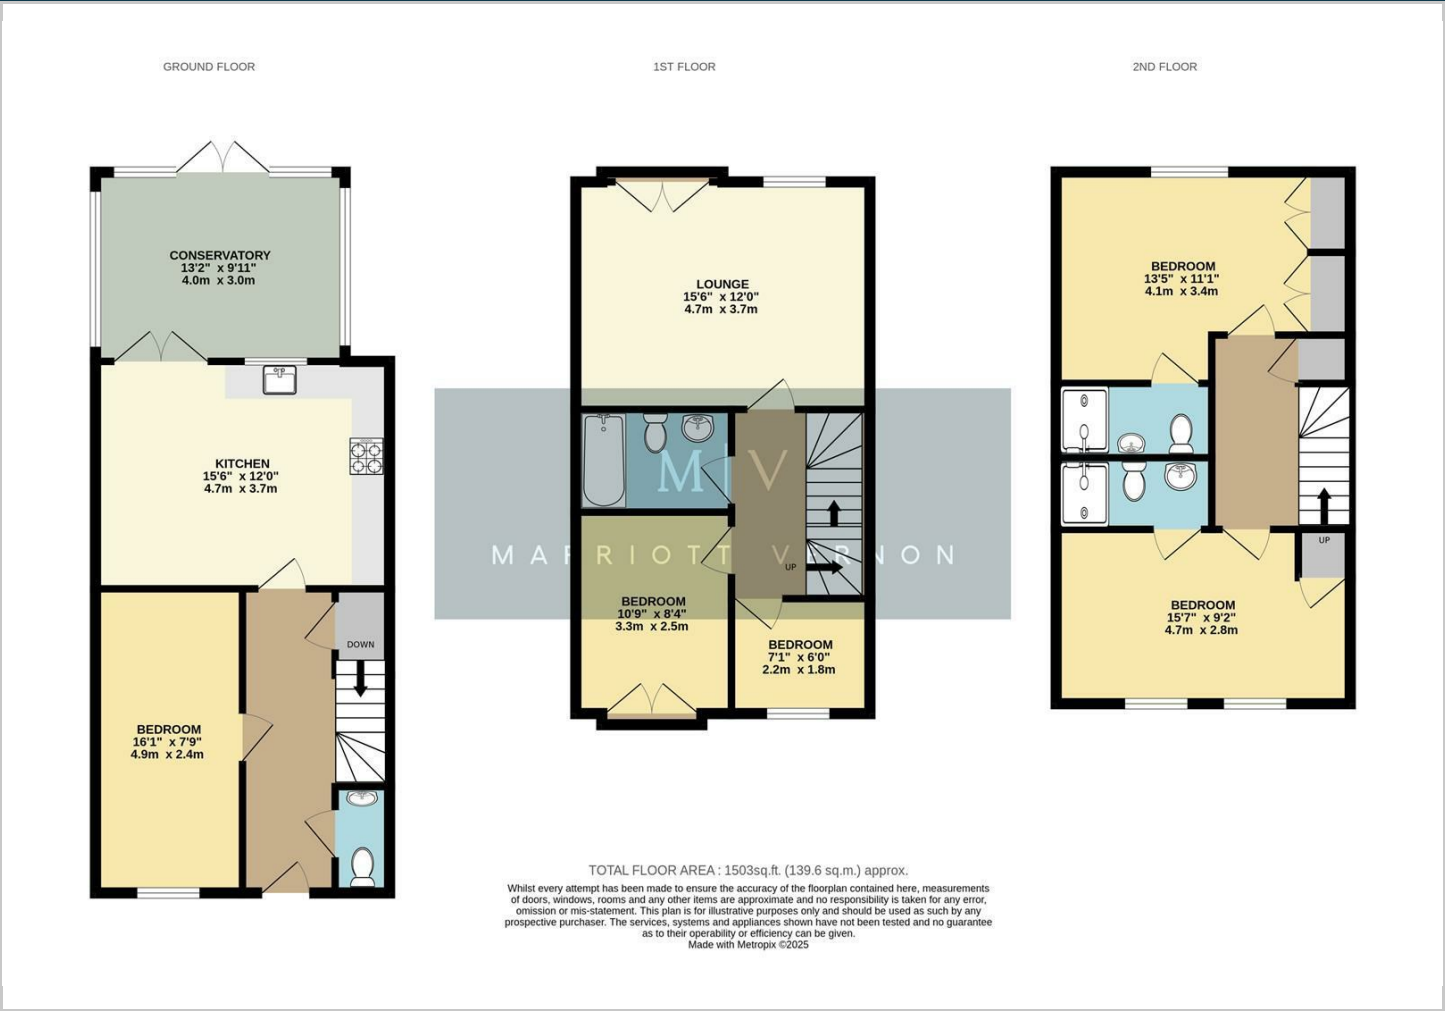 GROUND FLOOR
1ST FLOOR
2ND FLOOR
CONSERVATORY
13'2" x 9'11"
4.0m x 3.0m
KITCHEN
15'6" x 12'0"
4.7m x 3.7m
DOWN
BEDROOM
16'1" x 7'9"
4.9m x 2.4m
LOUNGE
15'6" x 12'0"
4.7m x 3.7m
M|V
MARRIOTT VERNON
UP
BEDROOM
10'9" x 8'4"
3.3m x 2.5m
BEDROOM
7'1" x 6'0"
2.2m x 1.8m
BEDROOM
13'5" x 11'1"
4.1m x 3.4m
UP
BEDROOM
15'7" x 9'2"
4.7m x 2.8m
TOTAL FLOOR AREA : 1503sq.ft. (139.6 sq.m.) approx.
Whilst every attempt has been made to ensure the accuracy of the floorplan contained here, measurements
of doors, windows, rooms and any other items are approximate and no responsibility is taken for any error,
omission or mis-statement. This plan is for illustrative purposes only and should be used as such by any
prospective purchaser. The services, systems and appliances shown have not been tested and no guarantee
as to their operability or efficiency can be given.
Made with Metropix ©2025